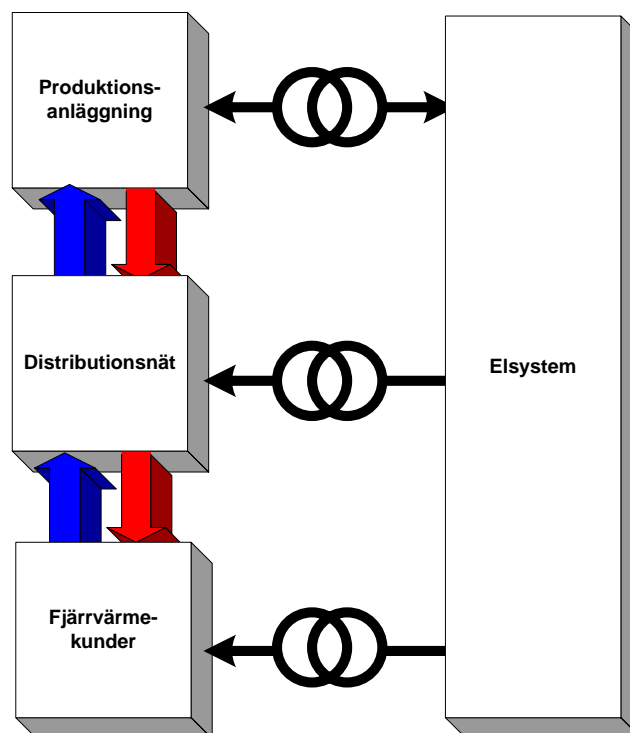 Produktions-
anläggning
Distributionsnät
Elsystem
Fjärrvärme-
kunder